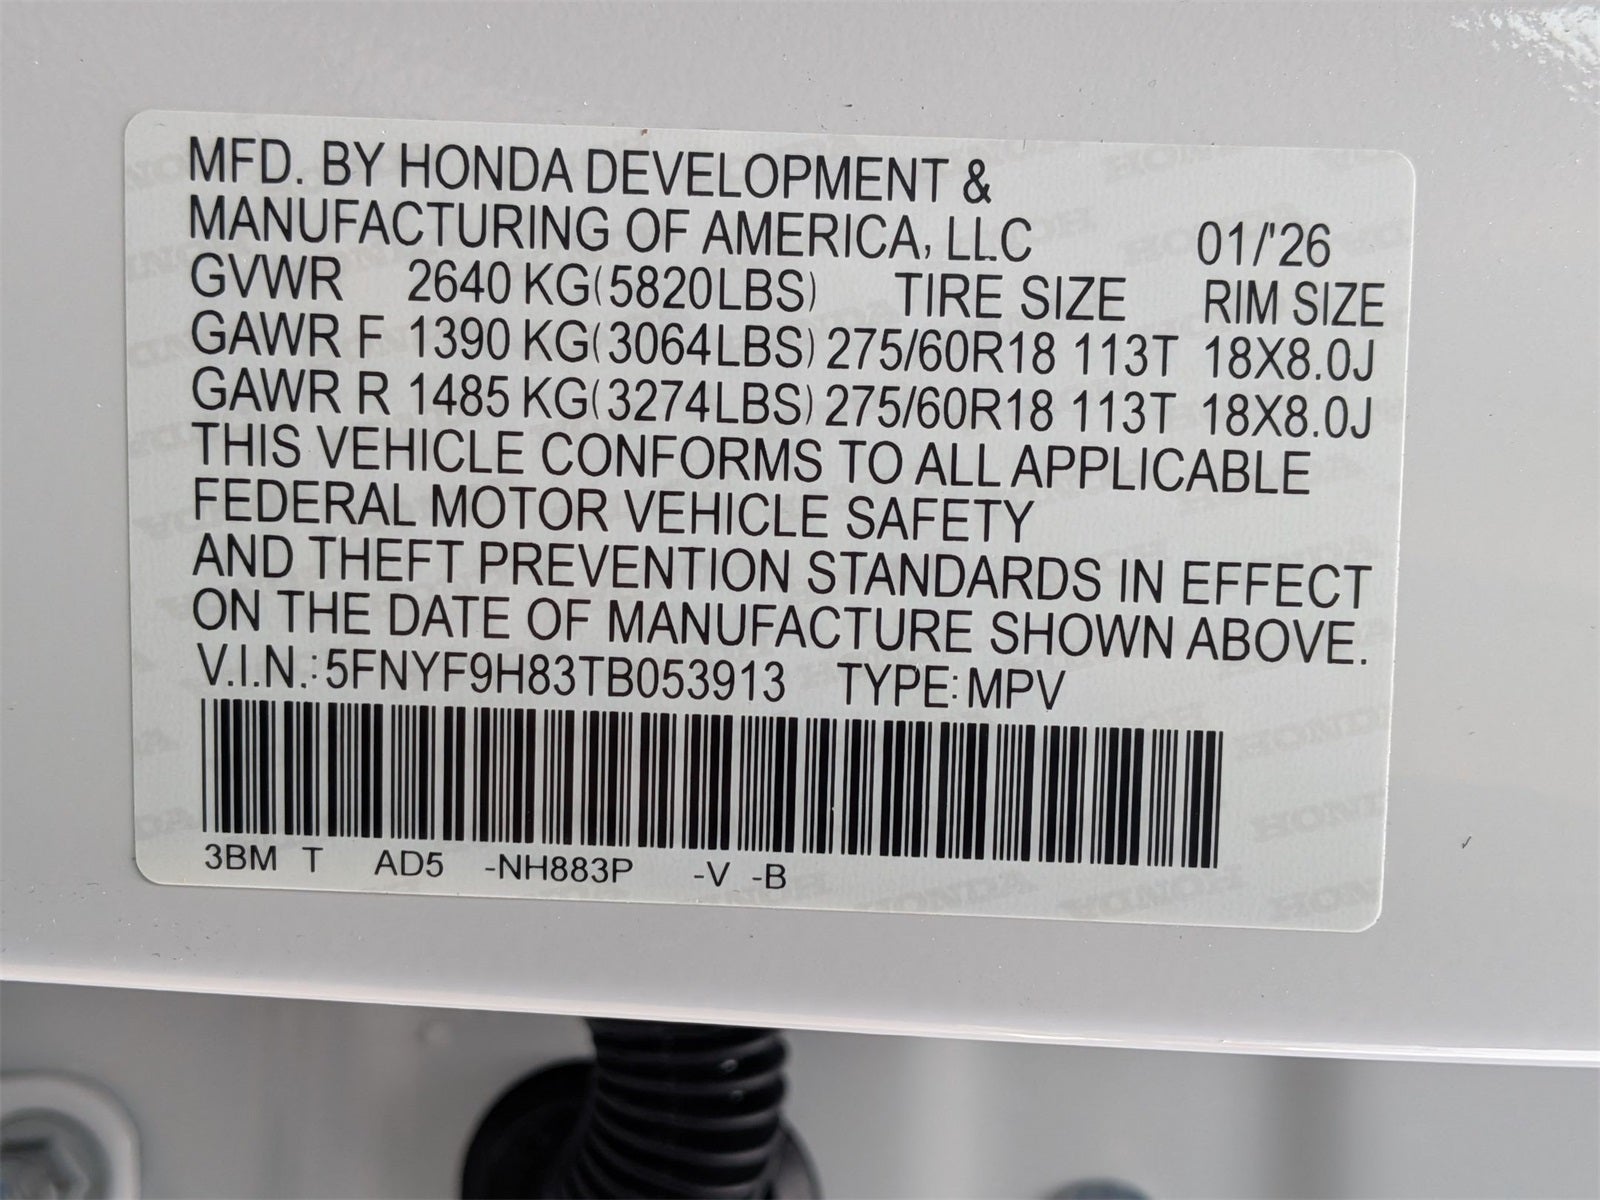 MFD. BY HONDA DEVELOPMENT &
MANUFACTURING OF AMERICA, LLC 01/'26
GVWR 2640 KG(5820LBS) TIRE SIZE RIM SIZE
GAWR F 1390 KG(3064LBS) 275/60R18 113T 18X8.0J
GAWR R 1485 KG(3274LBS) 275/60R18 113T 18X8.0J
THIS VEHICLE CONFORMS TO ALL APPLICABLE
FEDERAL MOTOR VEHICLE SAFETY
AND THEFT PREVENTION STANDARDS IN EFFECT
ON THE DATE OF MANUFACTURE SHOWN ABOVE.
V.I.N.: 5FNYF9H83TB053913 TYPE: MPV
3BM T AD5 -NH883P -V -B